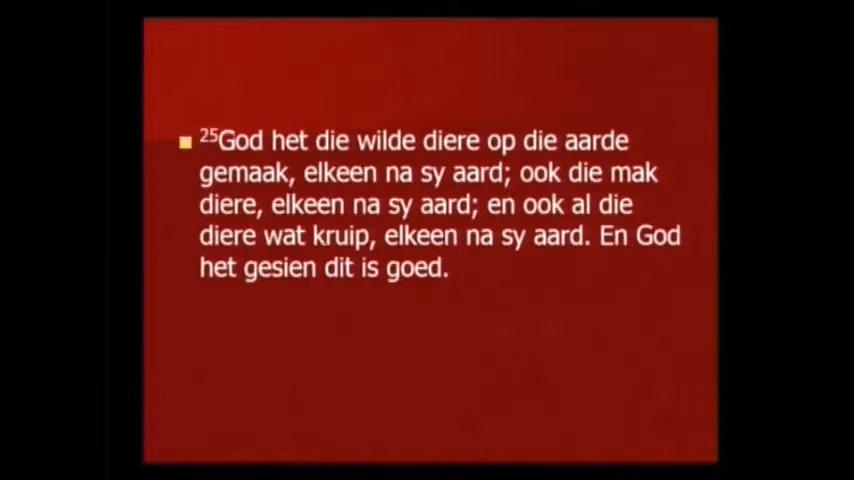 ²⁵God het die wilde diere op die aarde
gemaak, elkeen na sy aard; ook die mak
diere, elkeen na sy aard; en ook al die
diere wat kruip, elkeen na sy aard. En God
het gesien dit is goed.